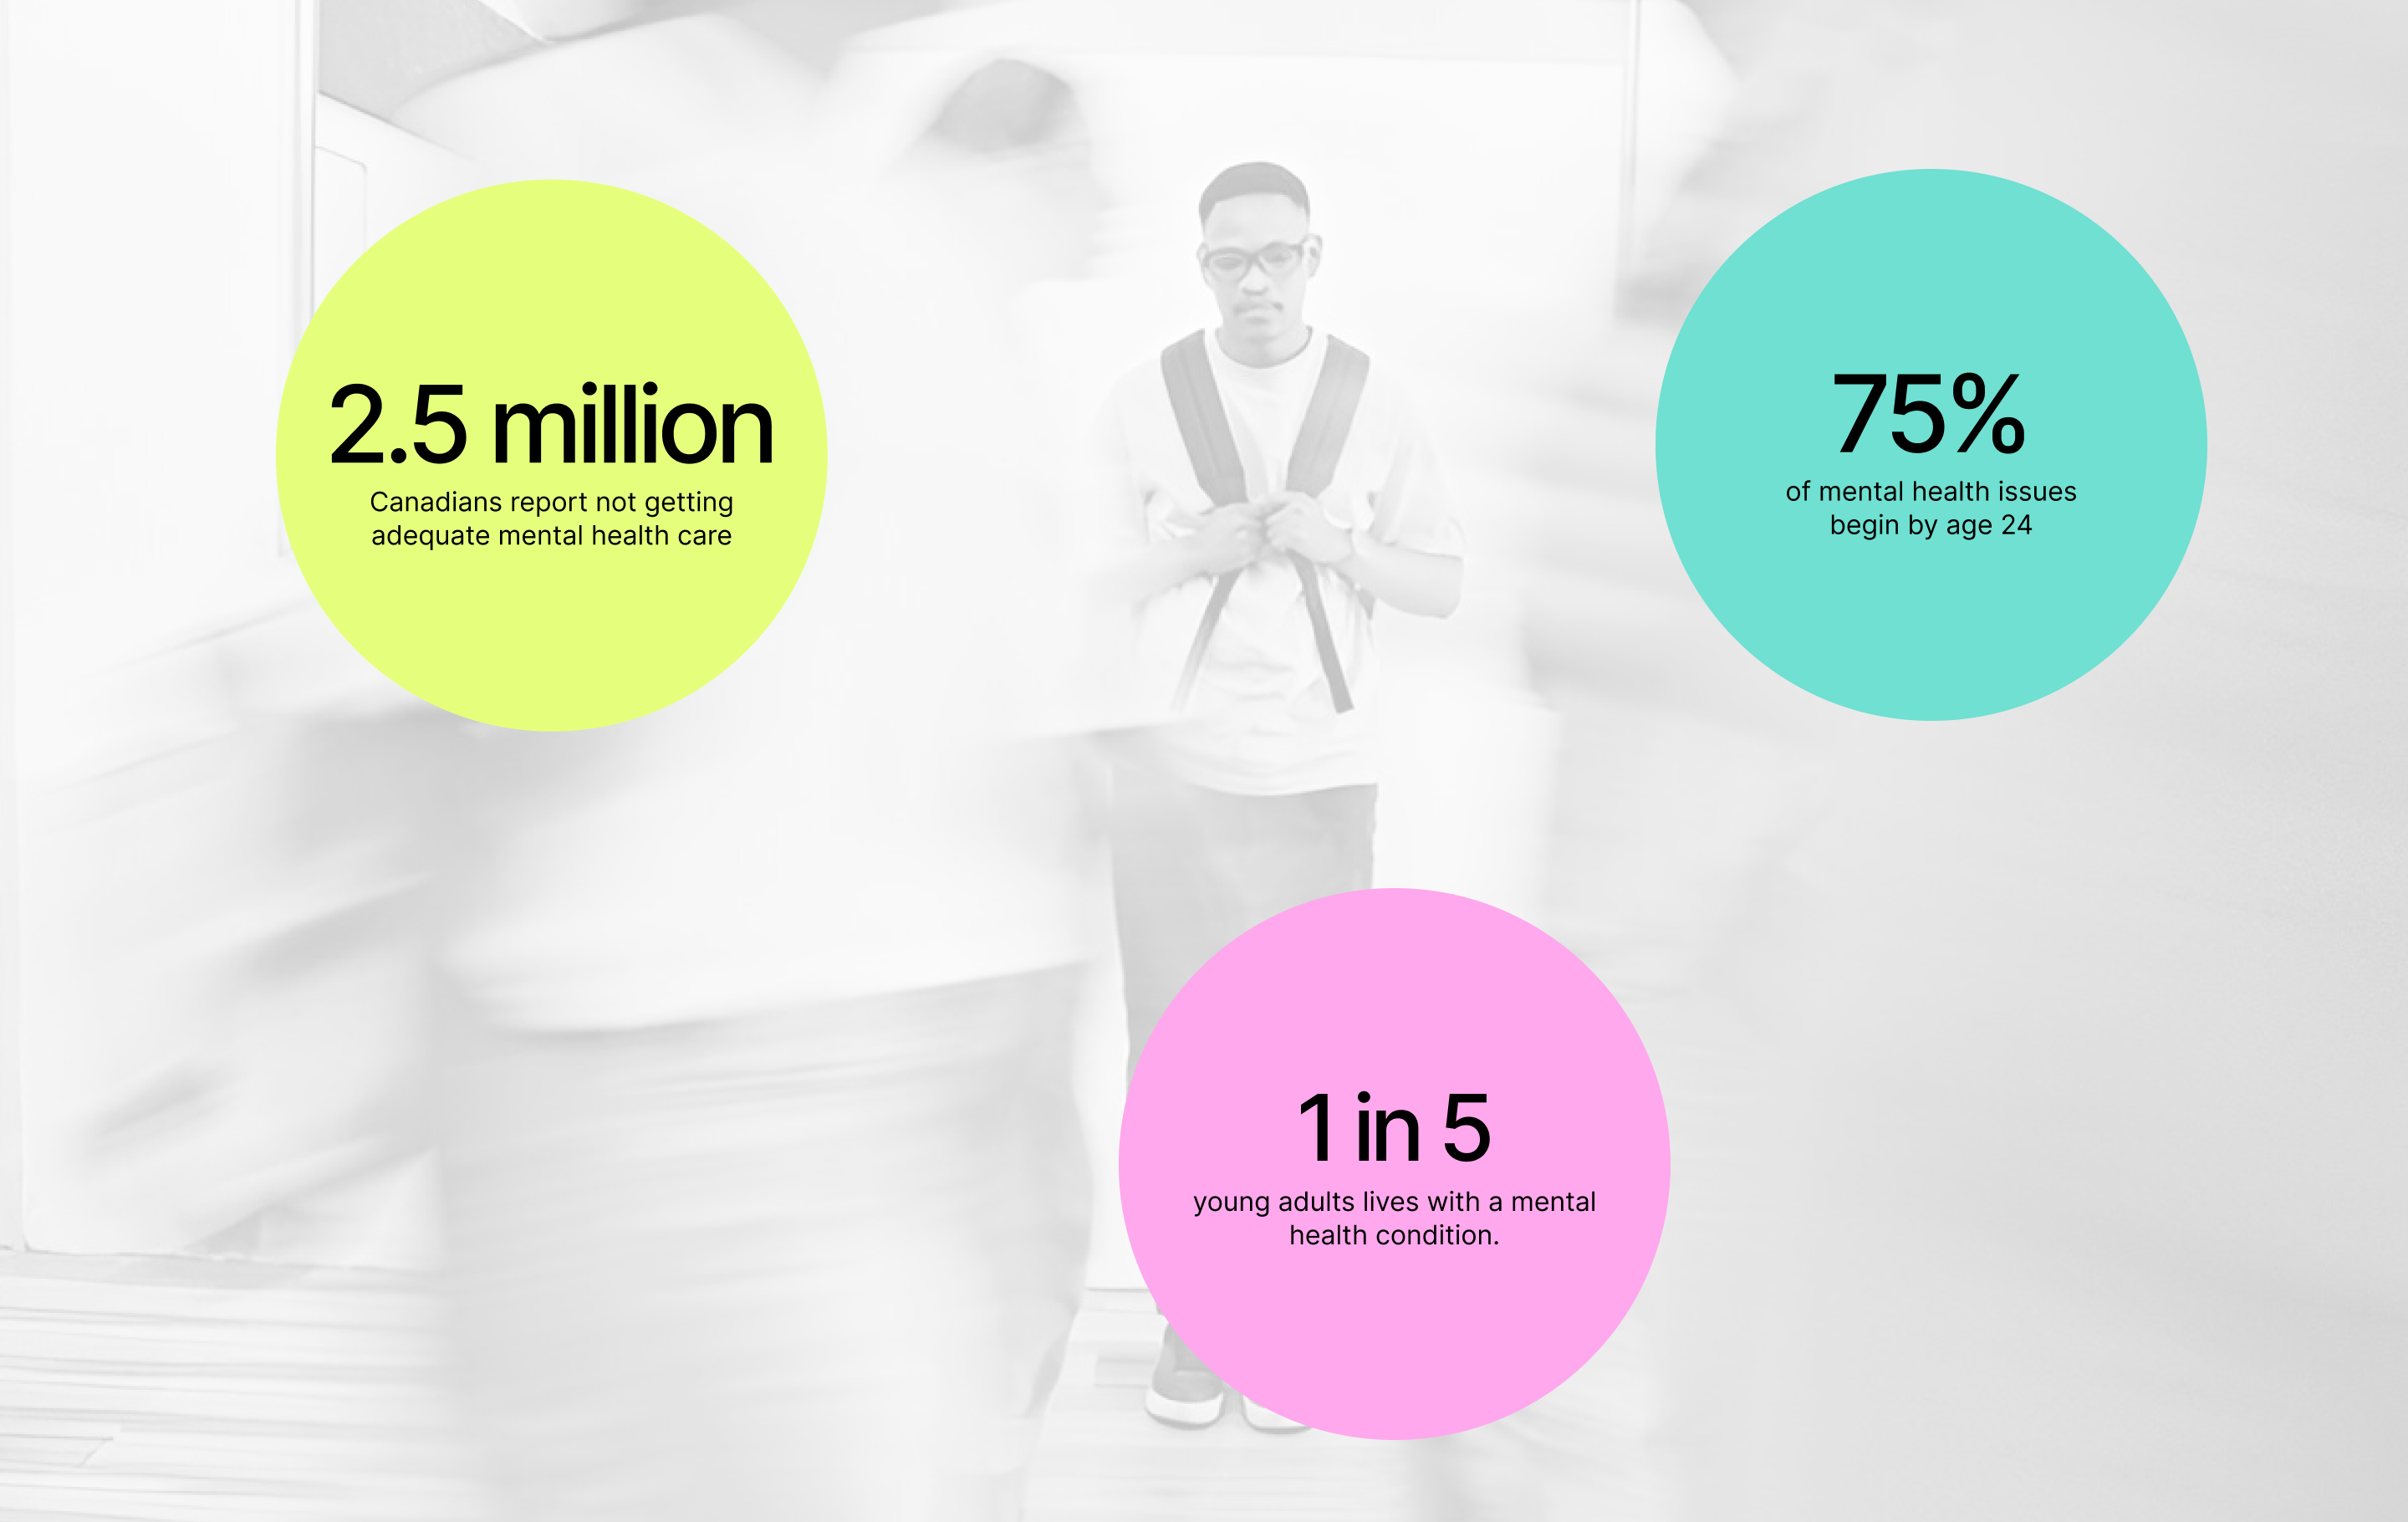 2.5 million
Canadians report not getting
adequate mental health care
75%
of mental health issues
begin by age 24
1 in 5
young adults lives with a mental
health condition.